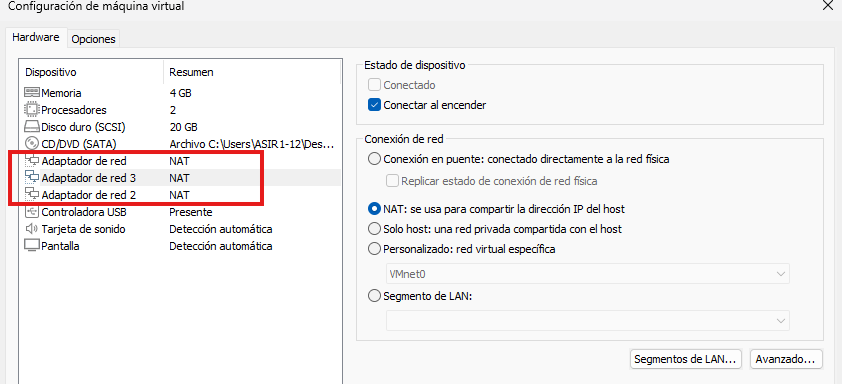 Configuración de máquina virtual
Hardware
Opciones
Dispositivo Resumen
Memoria 4 GB
Procesadores 2
Disco duro (SCSI) 20 GB
CD/DVD (SATA) Archivo C:\Users\ASIR1-12\Des...
Adaptador de red NAT
Adaptador de red 3 NAT
Adaptador de red 2 NAT
Controladora USB Presente
Tarjeta de sonido Detección automática
Pantalla Detección automática
Estado de dispositivo
Conectado
Conectar al encender
Conexión de red
Conexión en puente: conectado directamente a la red física
Replicar estado de conexión de red física
NAT: se usa para compartir la dirección IP del host
Solo host: una red privada compartida con el host
Personalizado: red virtual específica
VMnet0
Segmento de LAN:
Segmentos de LAN...
Avanzado...